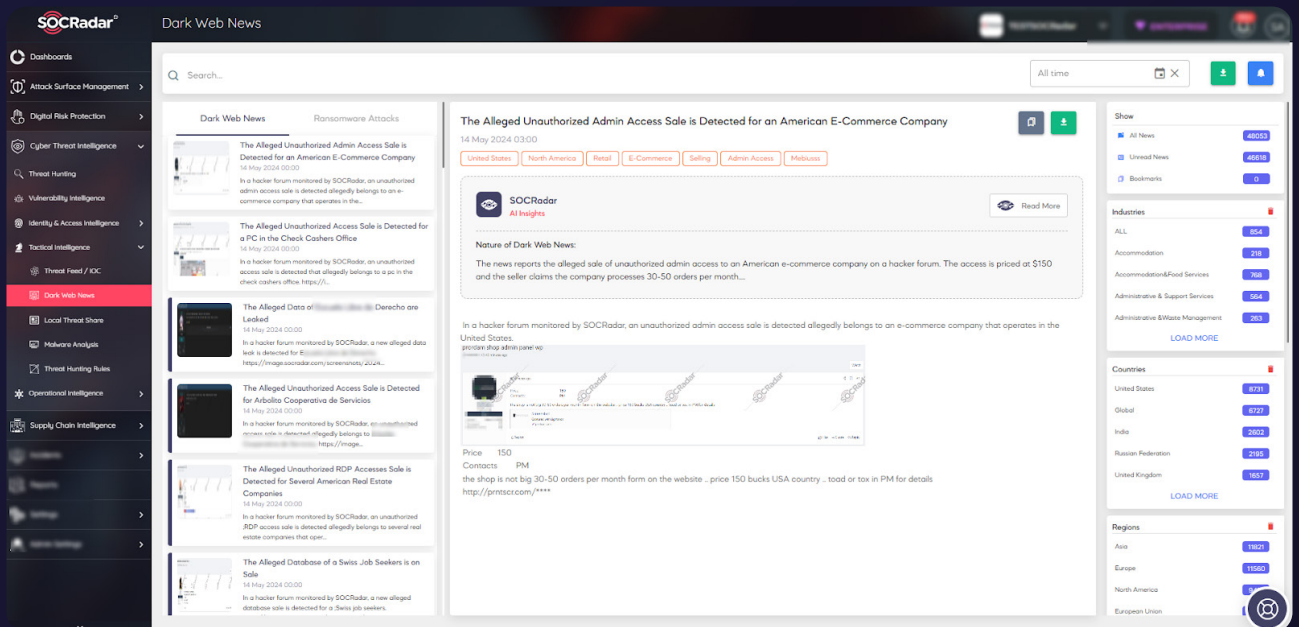 SOCRadar
Dark Web News
Dashboards
Attack Surface Management
Digital Risk Protection
Cyber Threat Intelligence
Threat Hunting
Vulnerability Intelligence
Identity & Access Intelligence
Tactical Intelligence
Threat Feed / IOC
Dark Web News
Local Threat Share
Malware Analysis
Threat Hunting Rules
Operational Intelligence
Supply Chain Intelligence
Search...
All time
Dark Web News
Ransomware Attacks
The Alleged Unauthorized Admin Access Sale is
Detected for an American E-Commerce Company
14 May 2024 00:00
In a hacker forum monitored by SOCRadar, an unauthorized
admin access sale is detected allegedly belongs to an e-
commerce company that operates in the...
The Alleged Unauthorized Access Sale is Detected for
a PC in the Check Cashers Office
14 May 2024 00:00
In a hacker forum monitored by SOCRadar, an unauthorized
access sale is detected that allegedly belongs to a pc in the
check cashers office. https://i...
The Alleged Data of Derecho are
Leaked
14 May 2024 00:00
In a hacker forum monitored by SOCRadar, a new alleged data
leak is detected for
https://image.socradar.com/screenshots/2024...
The Alleged Unauthorized Access Sale is Detected
for Arbolito Cooperativa de Servicios
14 May 2024 00:00
In a hacker forum monitored by SOCRadar, an unauthorized
access sale is detected allegedly belongs to
https://image...
The Alleged Unauthorized RDP Accesses Sale is
Detected for Several American Real Estate
Companies
14 May 2024 00:00
In a hacker forum monitored by SOCRadar, an unauthorized
,RDP access sale is detected allegedly belongs to several real
estate companies that oper...
The Alleged Database of a Swiss Job Seekers is on
Sale
14 May 2024 00:00
In a hacker forum monitored by SOCRadar, a new alleged
database sale is detected for a ;Swiss job seekers.
The Alleged Unauthorized Admin Access Sale is Detected for an American E-Commerce Company
14 May 2024 03:00
United States
North America
Retail
E-Commerce
Selling
Admin Access
Mebiusss
SOCRadar
AI Insights
Read More
Nature of Dark Web News:
The news reports the alleged sale of unauthorized admin access to an American e-commerce company on a hacker forum. The access is priced at $150
and the seller claims the company processes 30-50 orders per month...
In a hacker forum monitored by SOCRadar, an unauthorized admin access sale is detected allegedly belongs to an e-commerce company that operates in the
United States.
prordam shop admin panel wp
SOCRadar
SOCRadar
SOCRadar
SOCRadar
Price 150
Contacts PM
the shop is not big 30-50 orders per month form on the website .. price 150 bucks USA country .. toad or tox in PM for details
http://prntscr.com/****
Show
All News 46053
Unread News 46618
Bookmarks 0
Industries
ALL 854
Accommodation 218
Accommodation&Food Services 768
Administrative & Support Services 564
Administrative &Waste Management 263
LOAD MORE
Countries
United States 8731
Global 6727
India 2602
Russian Federation 2195
United Kingdom 1657
LOAD MORE
Regions
Asia 11821
Europe 11560
North America
European Union